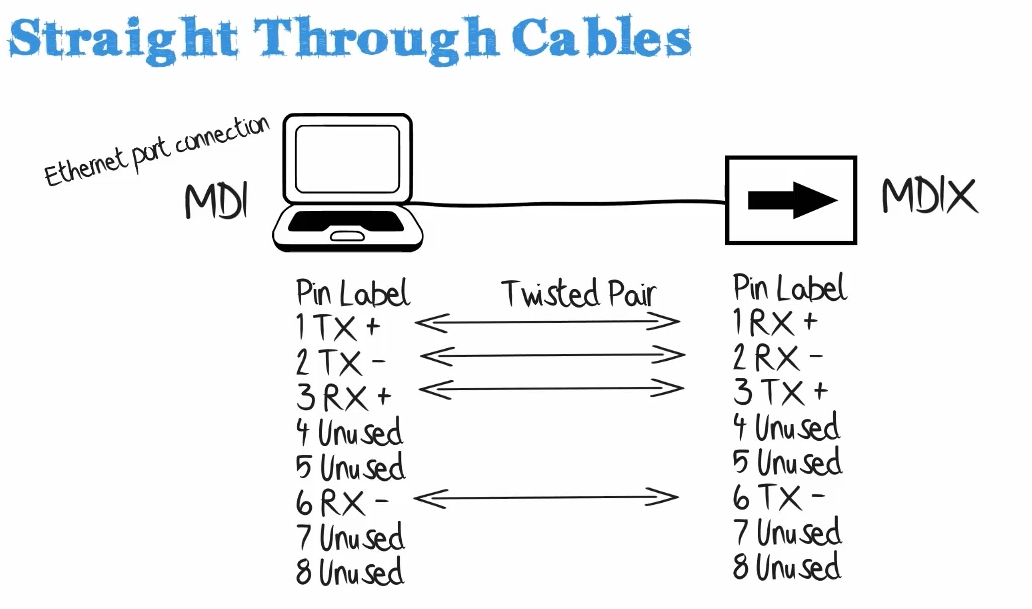 Straight Through Cables
Ethernet port connection
MDI
MDIX
Pin Label
1 TX +
2 TX -
3 RX +
4 Unused
5 Unused
6 RX -
7 Unused
8 Unused
Twisted Pair
Pin Label
1 RX +
2 RX -
3 TX +
4 Unused
5 Unused
6 TX -
7 Unused
8 Unused